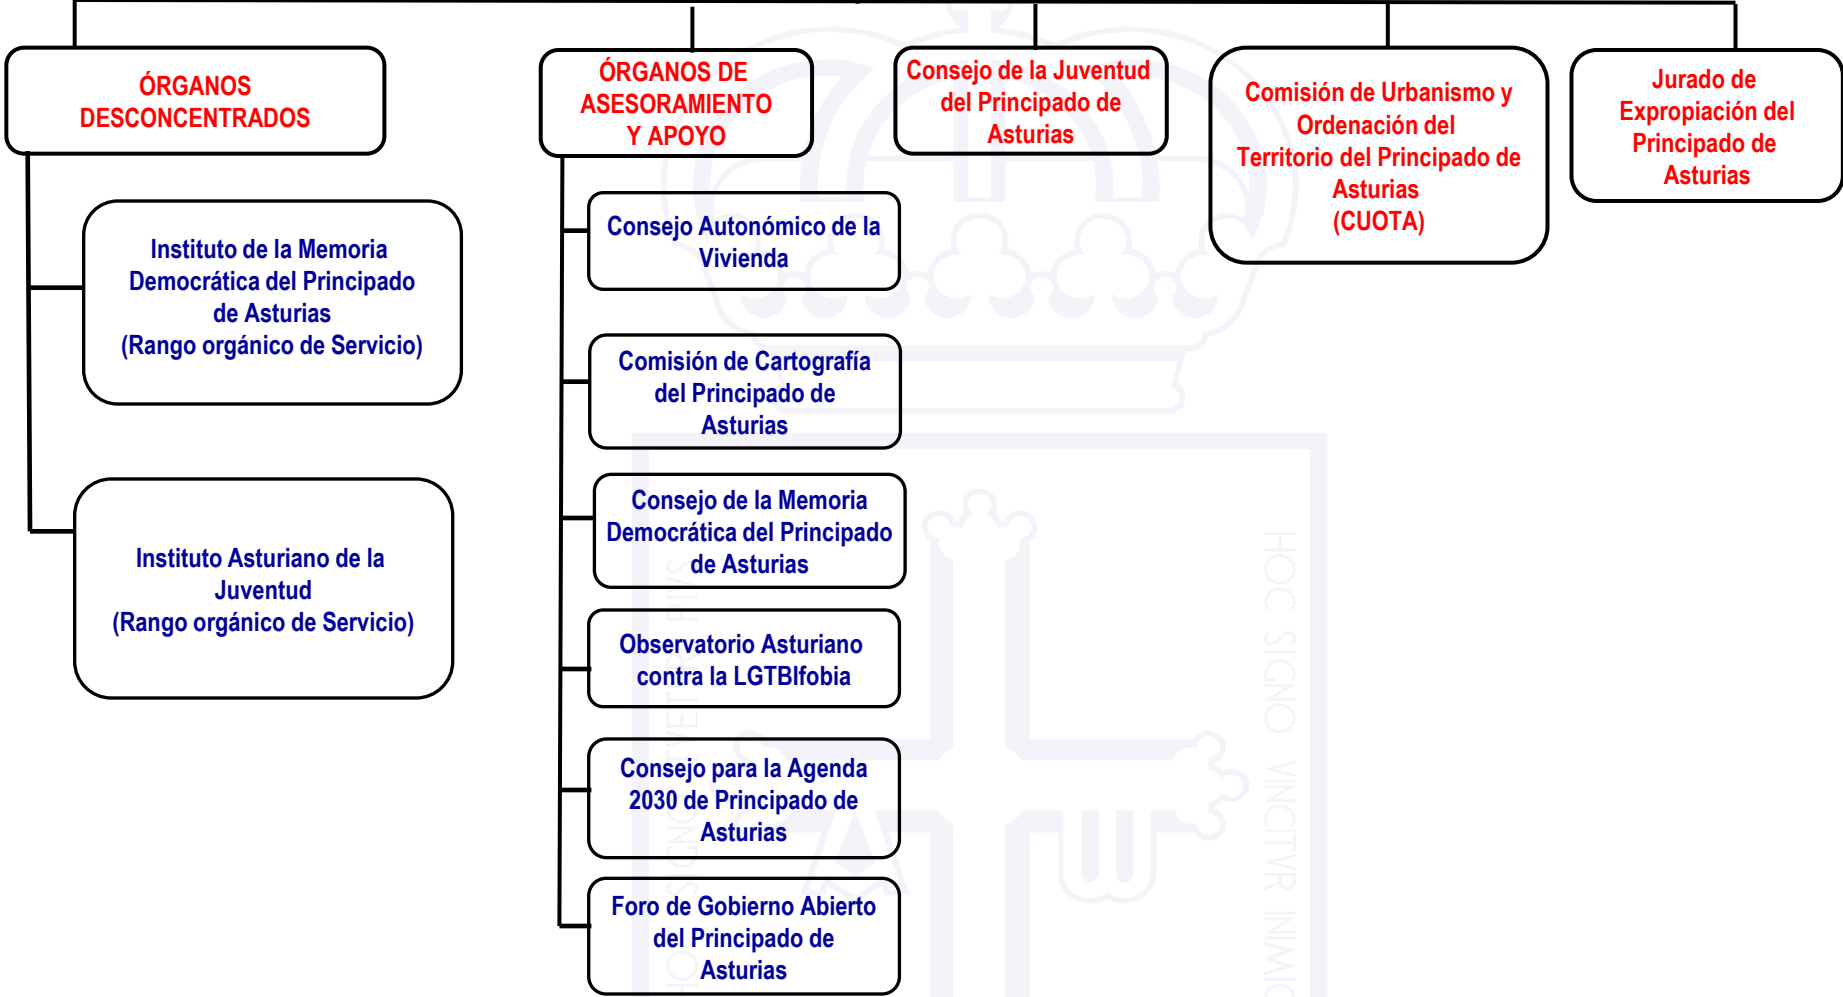 ÓRGANOS
DESCONCENTRADOS
Instituto de la Memoria
Democrática del Principado
de Asturias
(Rango orgánico de Servicio)
Instituto Asturiano de la
Juventud
(Rango orgánico de Servicio)
ÓRGANOS DE
ASESORAMIENTO
Y APOYO
Consejo Autonómico de la
Vivienda
Comisión de Cartografía
del Principado de
Asturias
Consejo de la Memoria
Democrática del Principado
de Asturias
Observatorio Asturiano
contra la LGTBIfobia
Consejo para la Agenda
2030 de Principado de
Asturias
Foro de Gobierno Abierto
del Principado de
Asturias
Consejo de la Juventud
del Principado de
Asturias
Comisión de Urbanismo y
Ordenación del
Territorio del Principado de
Asturias
(CUOTA)
Jurado de
Expropiación del
Principado de
Asturias
HOC SIGNO VINCITVR INIMIC